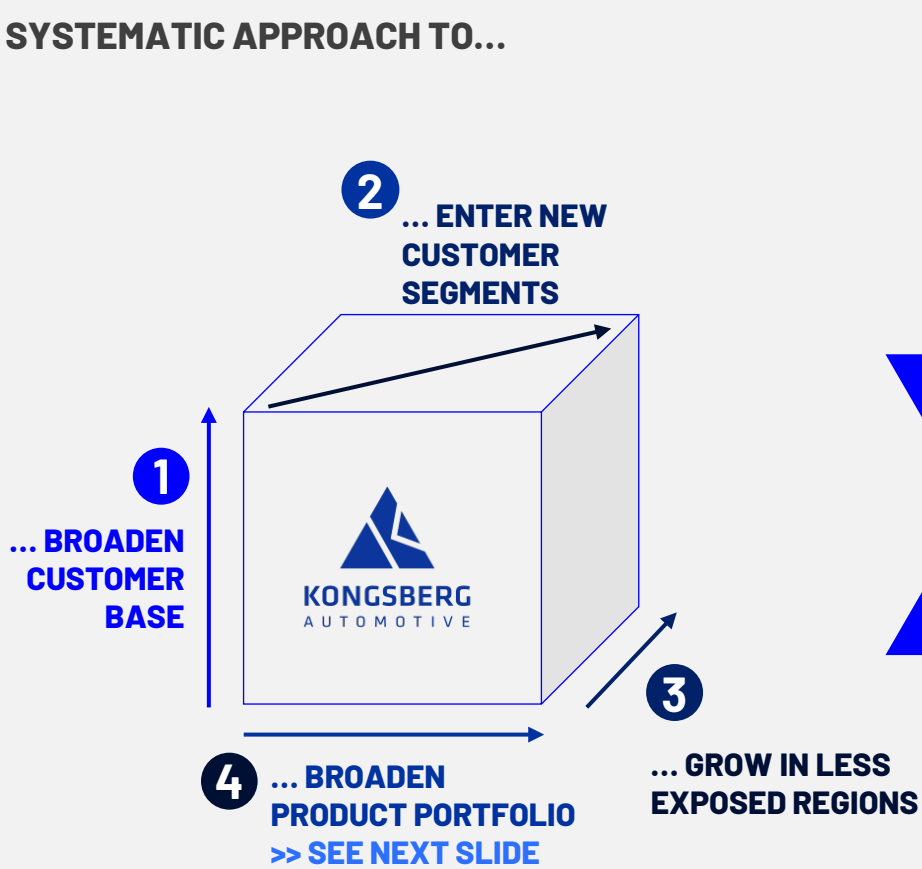 SYSTEMATIC APPROACH TO...
2
... ENTER NEW
CUSTOMER
SEGMENTS
1
... BROADEN
CUSTOMER
BASE
KONGSBERG
AUTOMOTIVE
3
... GROW IN LESS
EXPOSED REGIONS
4
... BROADEN
PRODUCT PORTFOLIO
>> SEE NEXT SLIDE